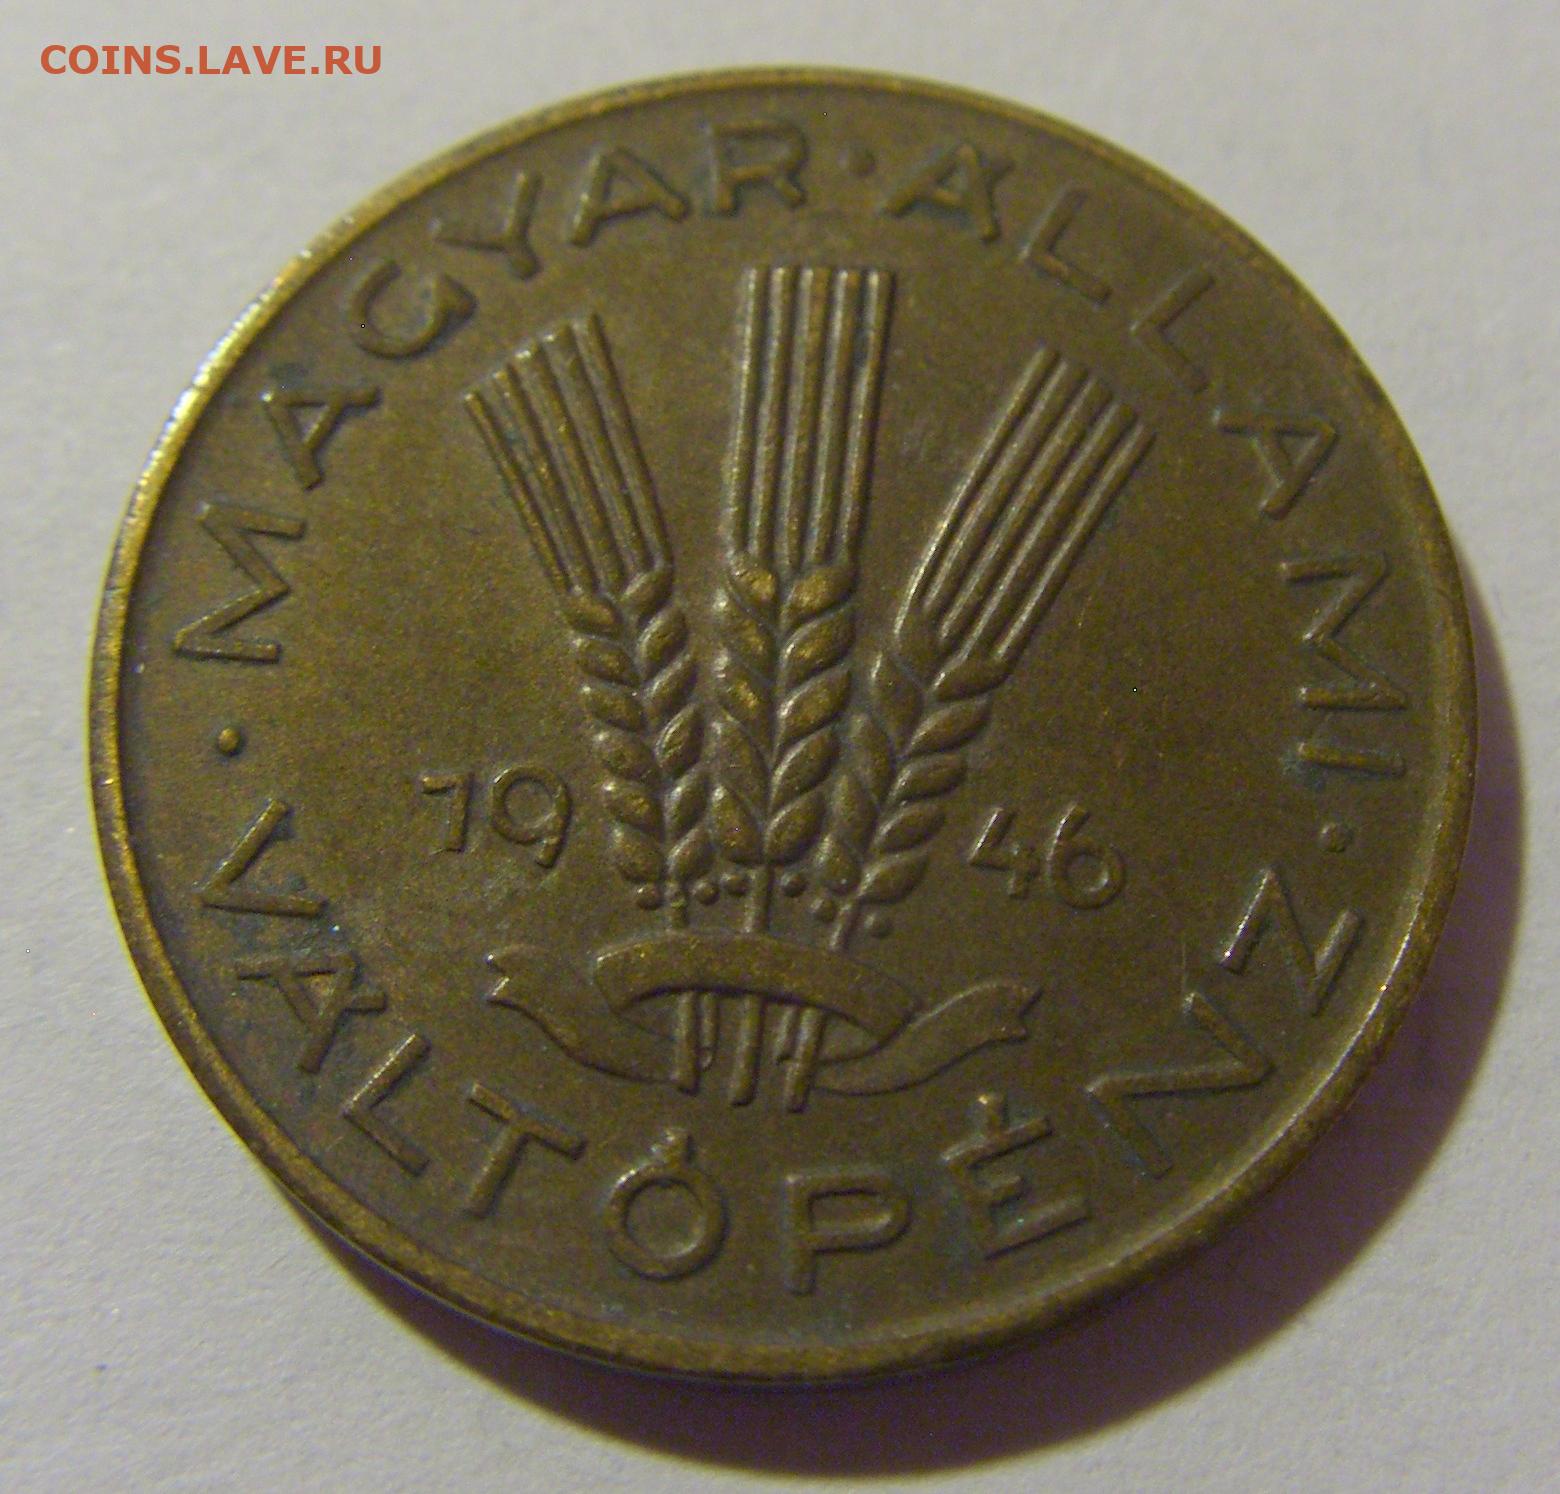 COINS.LAVE.RU
MAGYAR · ÁLLAMI · VÁLTÓPÉNZ ·
1946